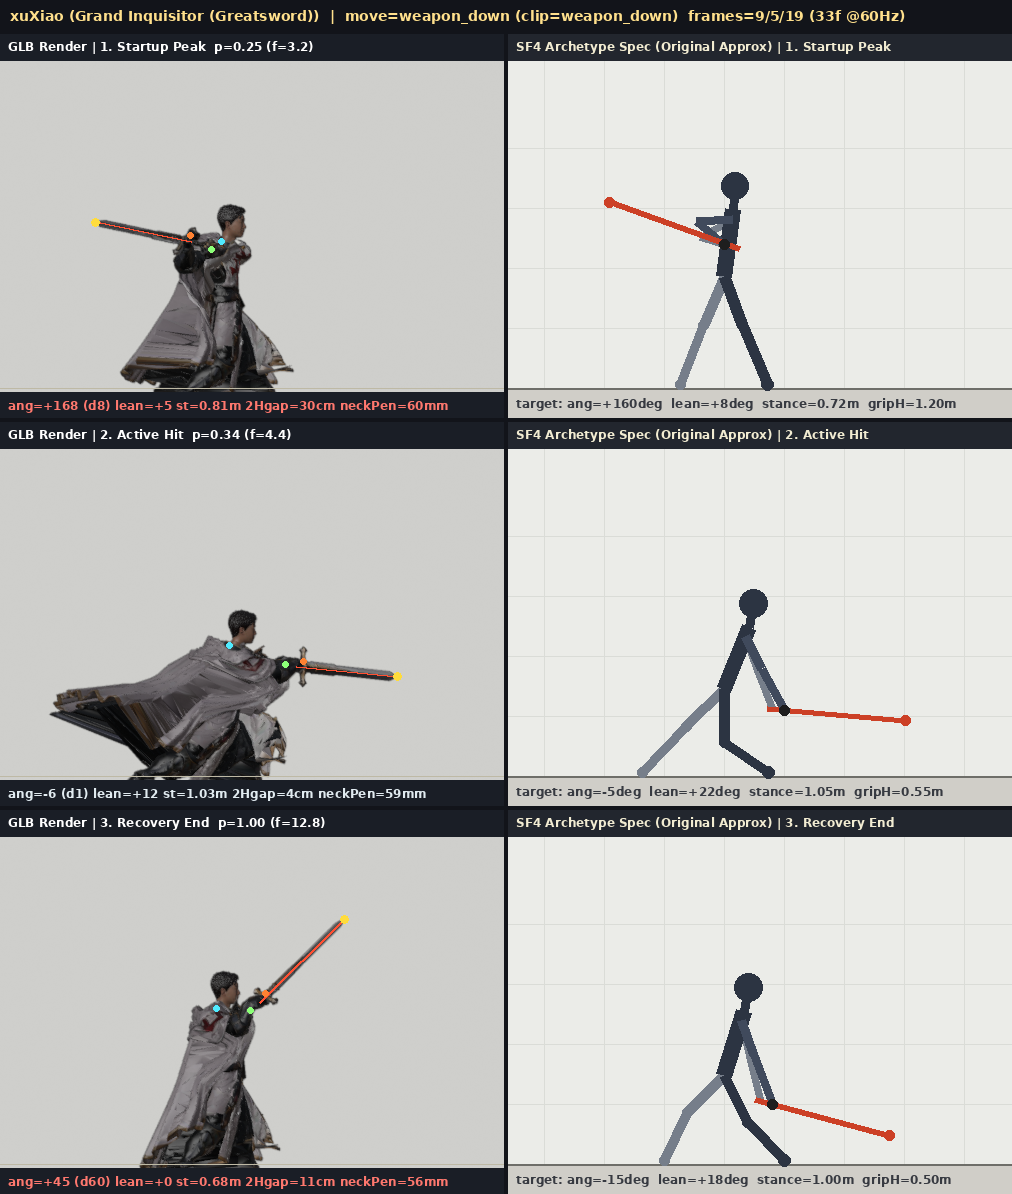 xuXiao (Grand Inquisitor (Greatsword))  |  move=weapon_down (clip=weapon_down)  frames=9/5/19 (33f @60Hz)
GLB Render | 1. Startup Peak  p=0.25 (f=3.2)
SF4 Archetype Spec (Original Approx) | 1. Startup Peak
ang=+168 (d8) lean=+5 st=0.81m 2Hgap=30cm neckPen=60mm
target: ang=+160deg  lean=+8deg  stance=0.72m  gripH=1.20m
GLB Render | 2. Active Hit  p=0.34 (f=4.4)
SF4 Archetype Spec (Original Approx) | 2. Active Hit
ang=-6 (d1) lean=+12 st=1.03m 2Hgap=4cm neckPen=59mm
target: ang=-5deg  lean=+22deg  stance=1.05m  gripH=0.55m
GLB Render | 3. Recovery End  p=1.00 (f=12.8)
SF4 Archetype Spec (Original Approx) | 3. Recovery End
ang=+45 (d60) lean=+0 st=0.68m 2Hgap=11cm neckPen=56mm
target: ang=-15deg  lean=+18deg  stance=1.00m  gripH=0.50m